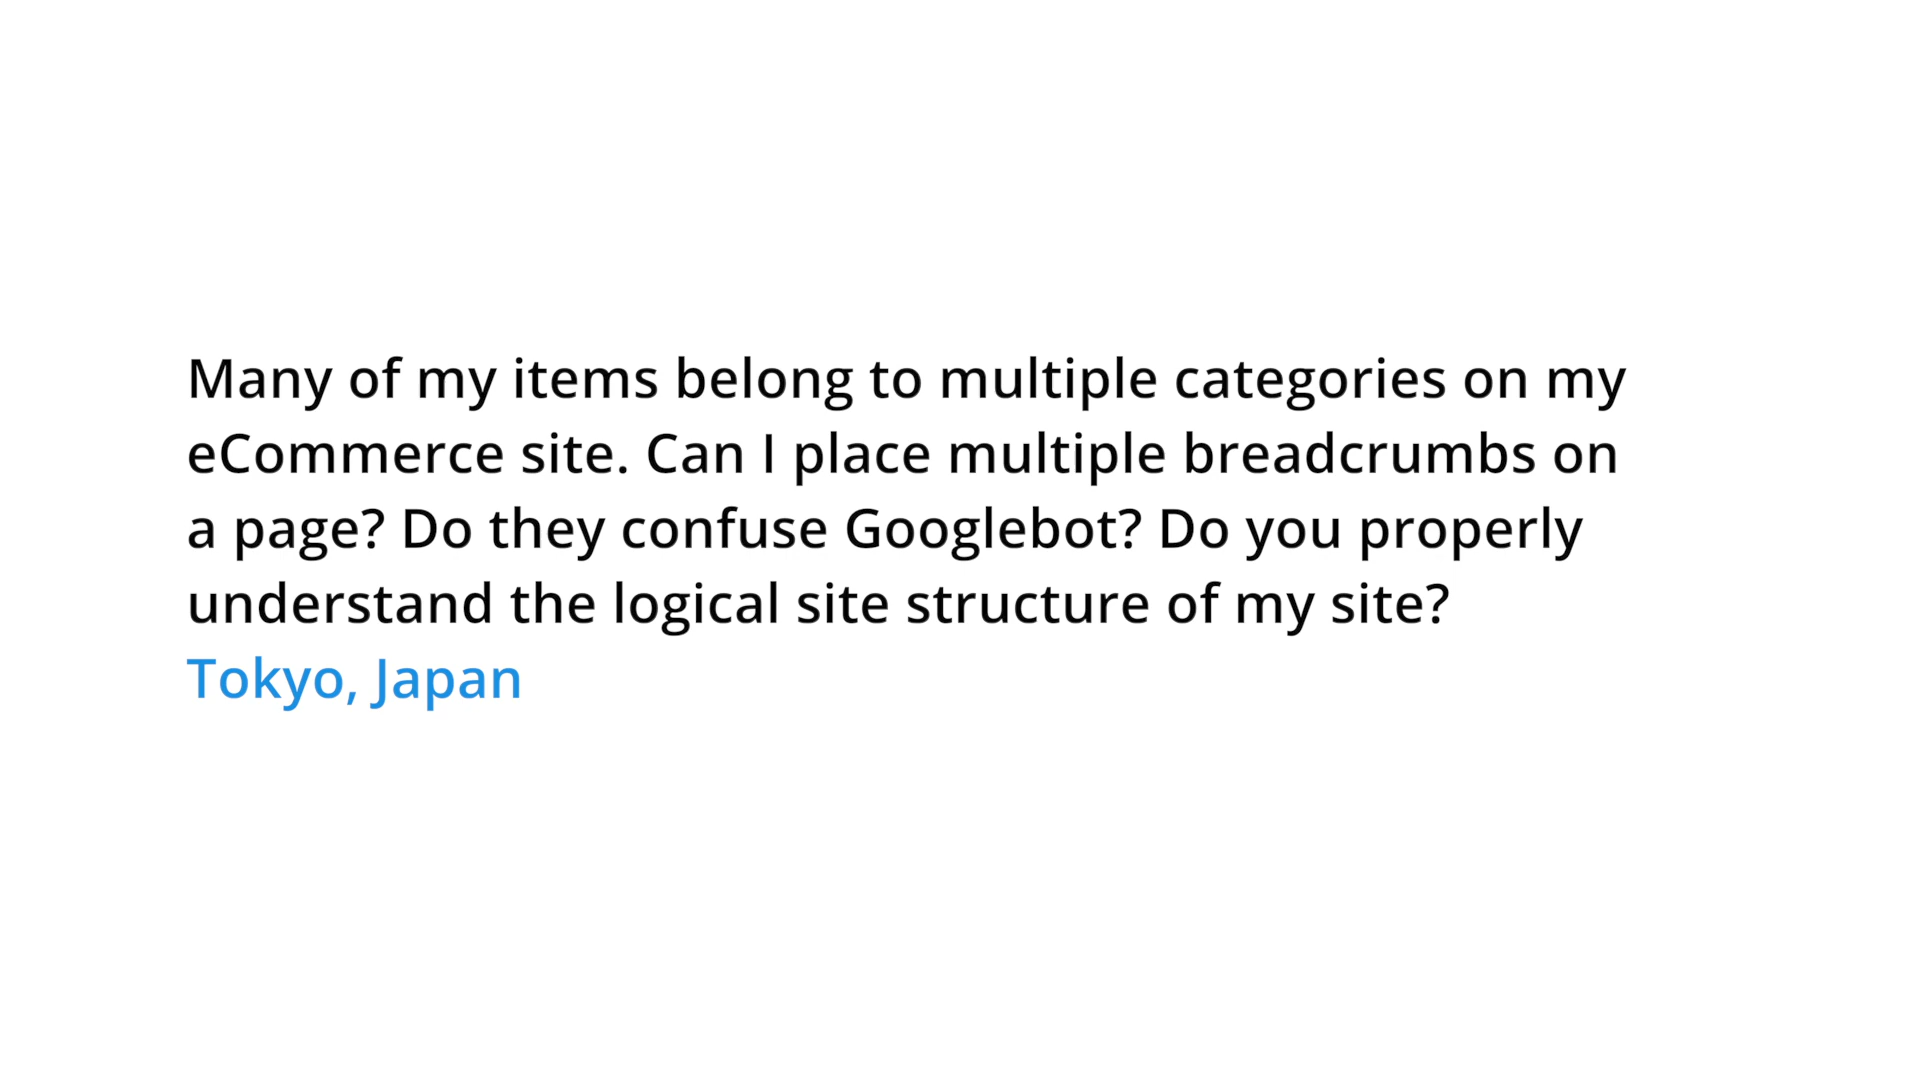 Many of my items belong to multiple categories on my
eCommerce site. Can I place multiple breadcrumbs on
a page? Do they confuse Googlebot? Do you properly
understand the logical site structure of my site?
Tokyo, Japan